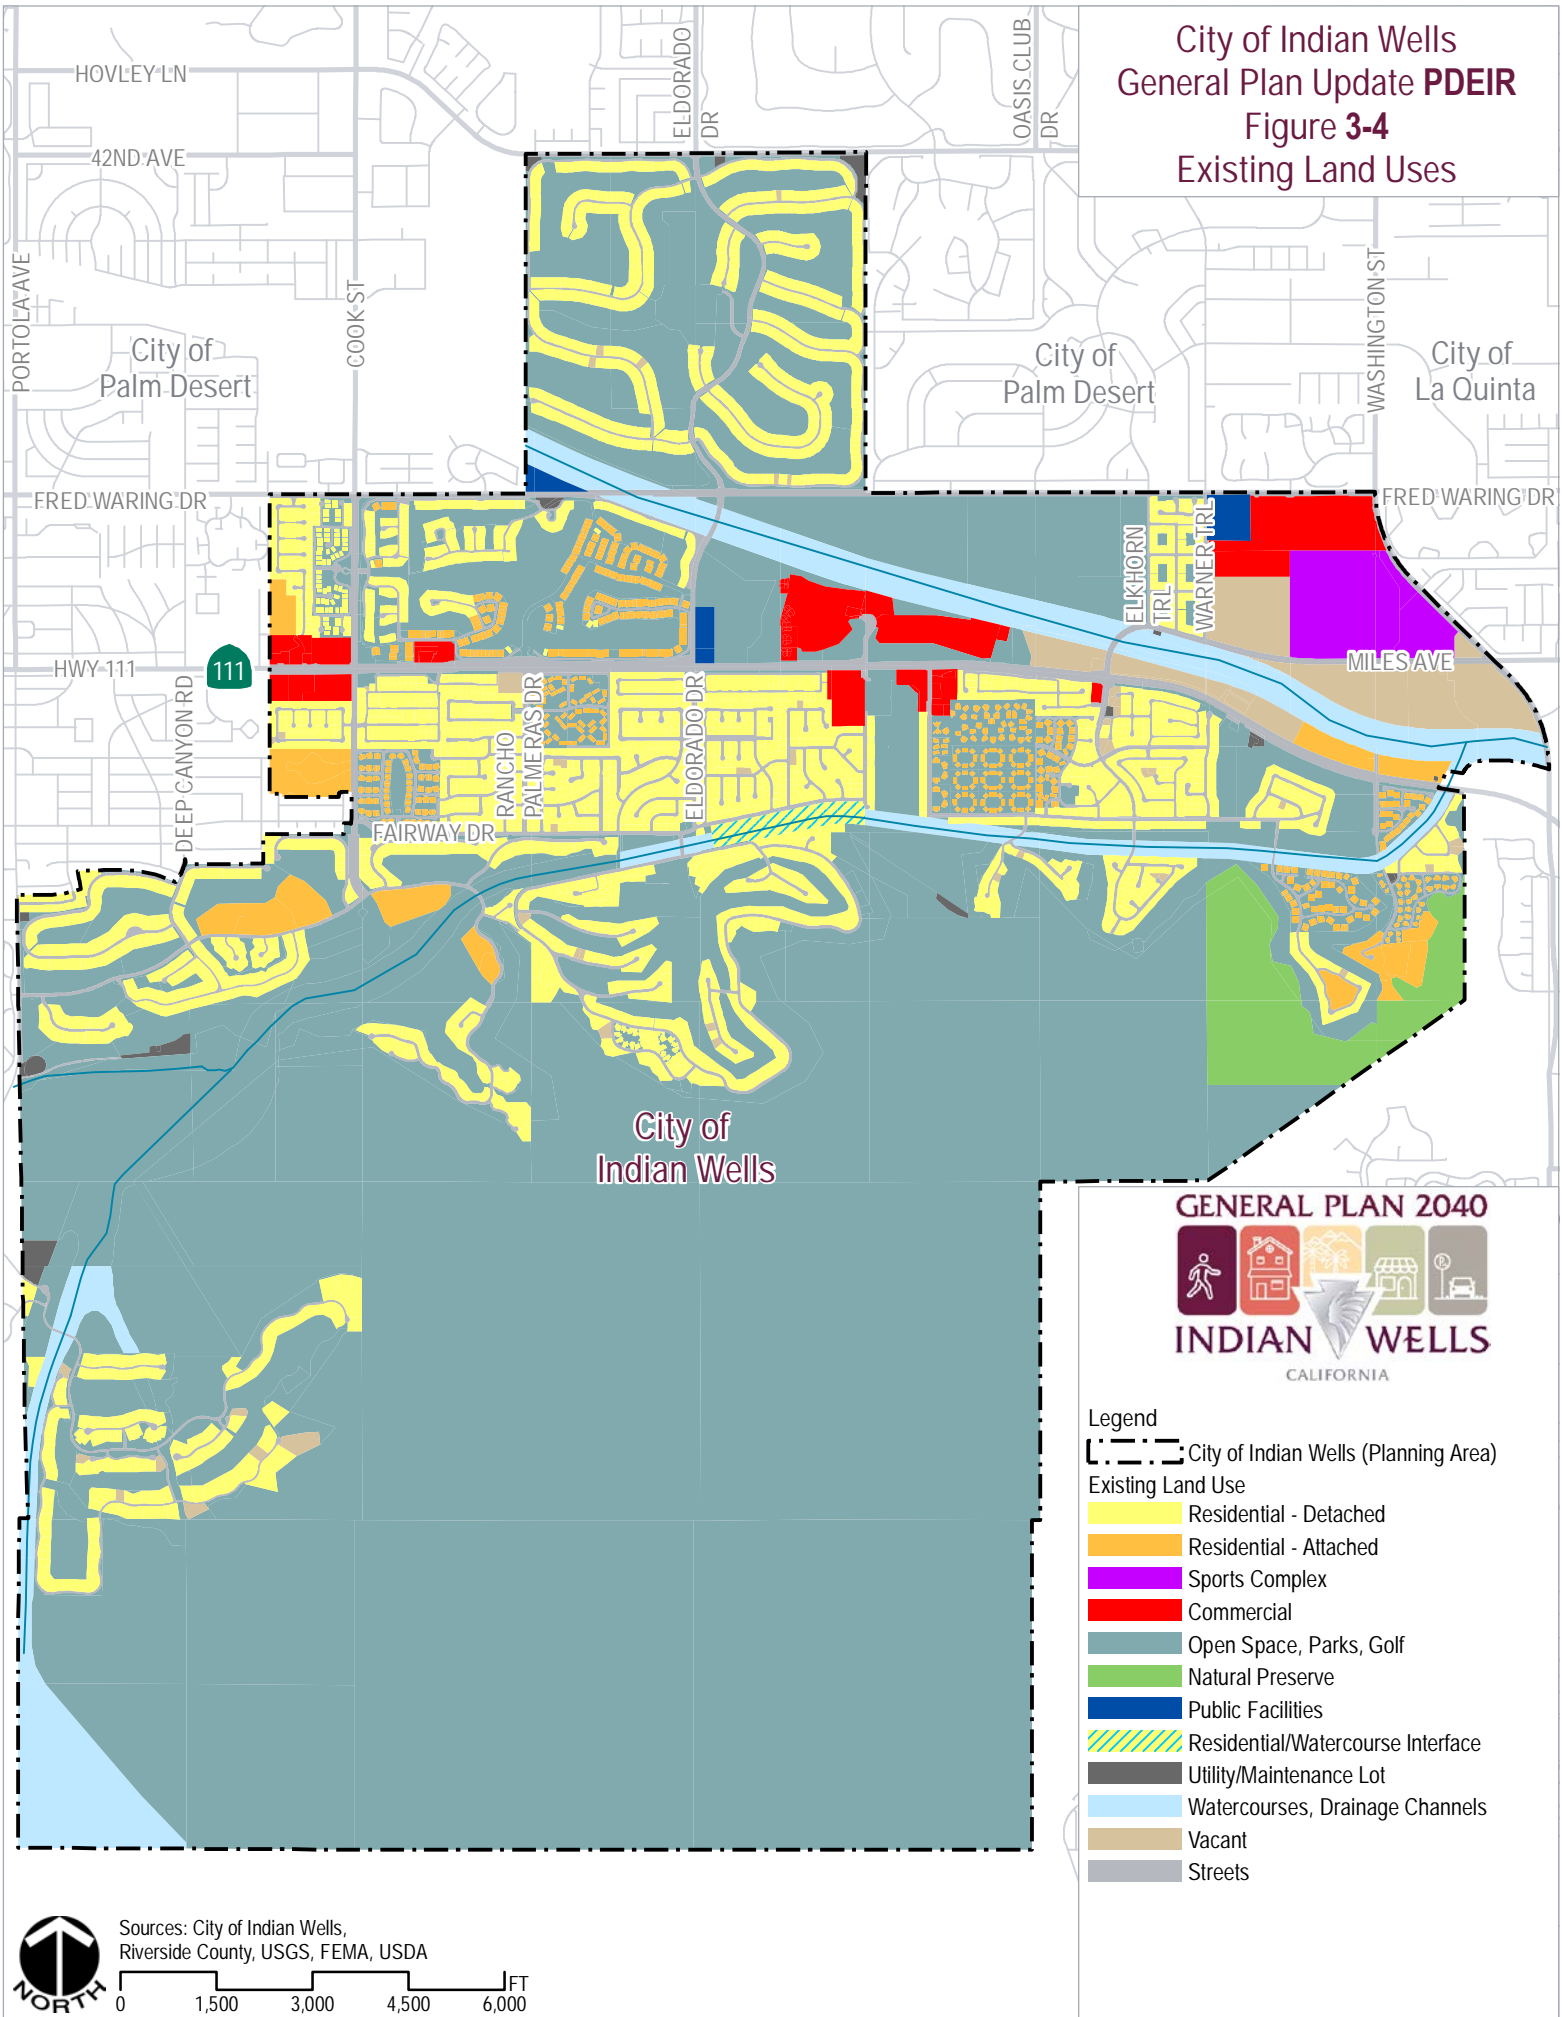 City of Indian Wells
General Plan Update PDEIR
Figure 3-4
Existing Land Uses
HOVLEY LN
42ND AVE
ELDORADO
DR
OASIS CLUB
DR
PORTOLA AVE
COOK ST
WASHINGTON ST
City of
Palm Desert
City of
Palm Desert
City of
La Quinta
FRED WARING DR
FRED WARING DR
ELKHORN
TRL
WARNER TRL
HWY 111
111
MILES AVE
DEEP CANYON RD
RANCHO
PALMERAS DR
ELDORADO DR
FAIRWAY DR
City of
Indian Wells
GENERAL PLAN 2040
INDIAN WELLS
CALIFORNIA
Legend
City of Indian Wells (Planning Area)
Existing Land Use
Residential - Detached
Residential - Attached
Sports Complex
Commercial
Open Space, Parks, Golf
Natural Preserve
Public Facilities
Residential/Watercourse Interface
Utility/Maintenance Lot
Watercourses, Drainage Channels
Vacant
Streets
NORTH
Sources: City of Indian Wells,
Riverside County, USGS, FEMA, USDA
FT
0 1,500 3,000 4,500 6,000